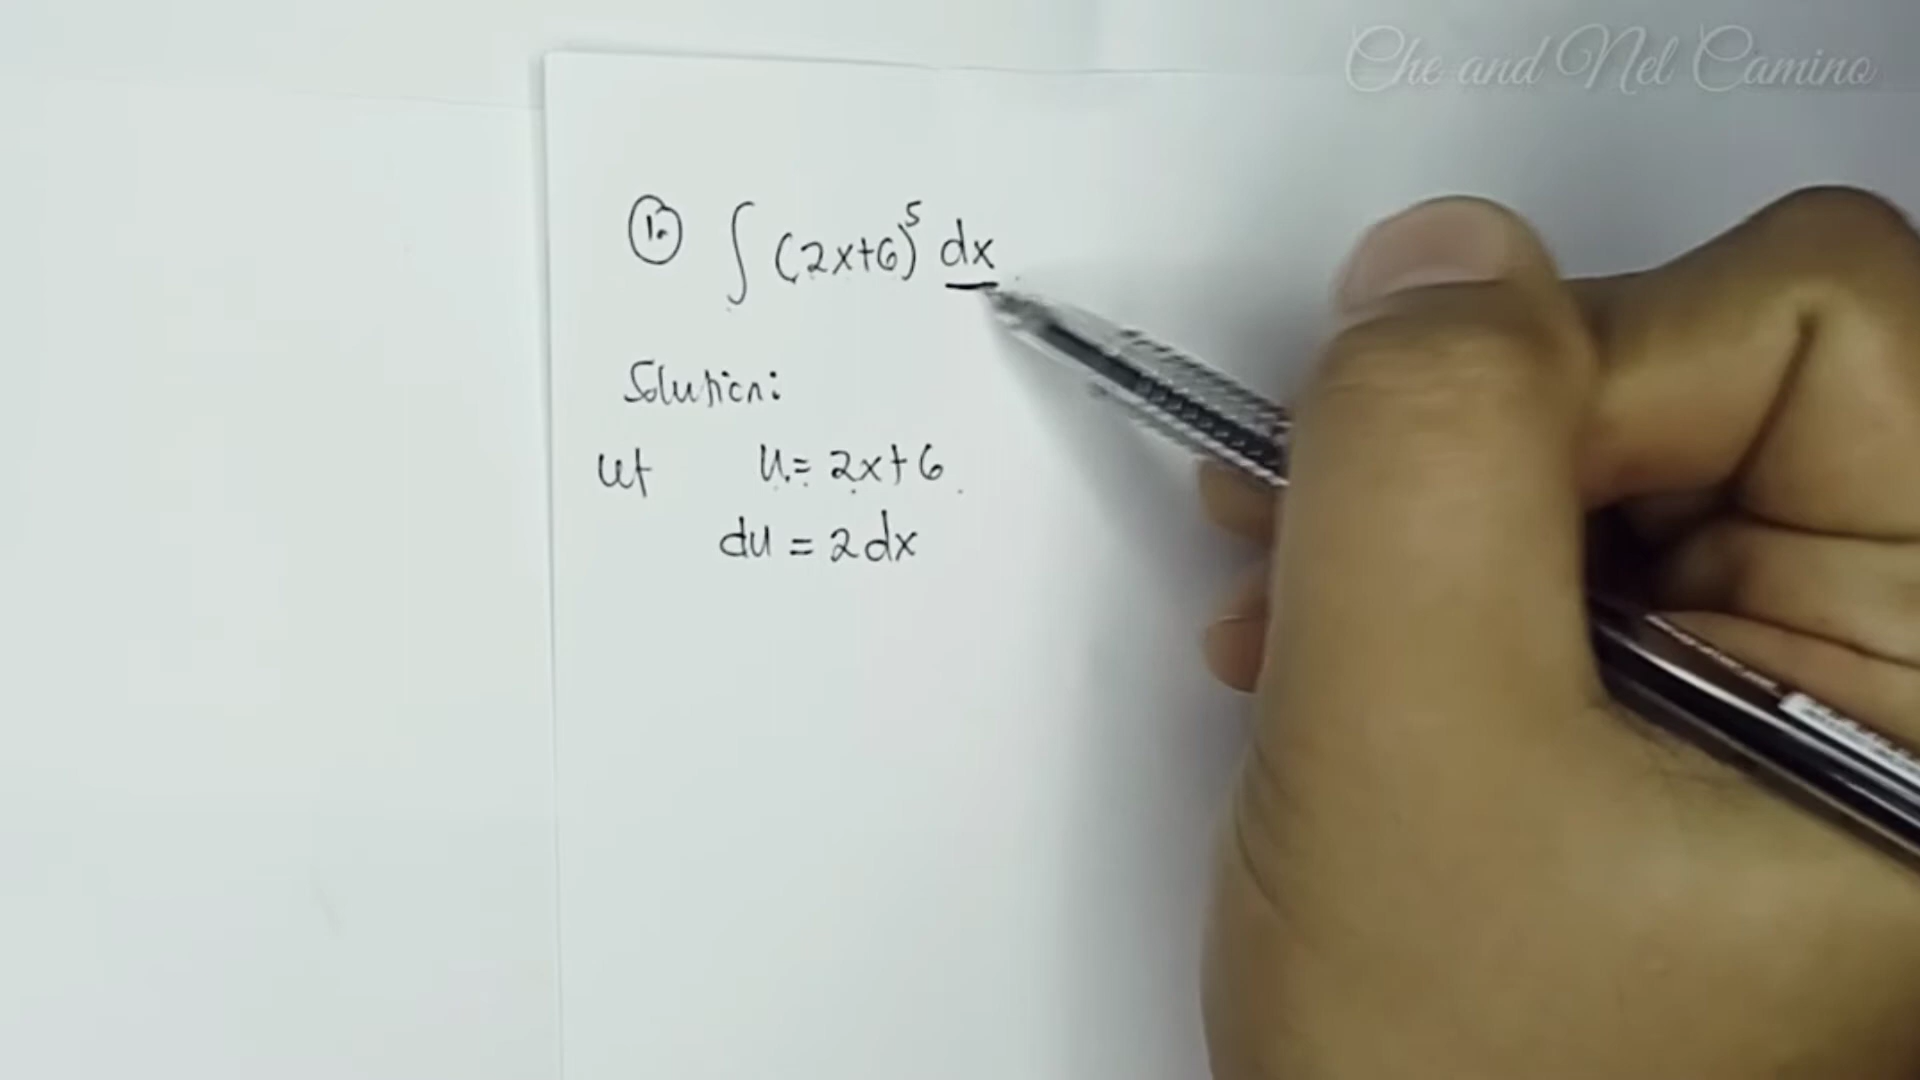 Che and Nel Camino
1. ∫ (2x+6)^5 dx
Solution:
let u = 2x+6
du = 2dx